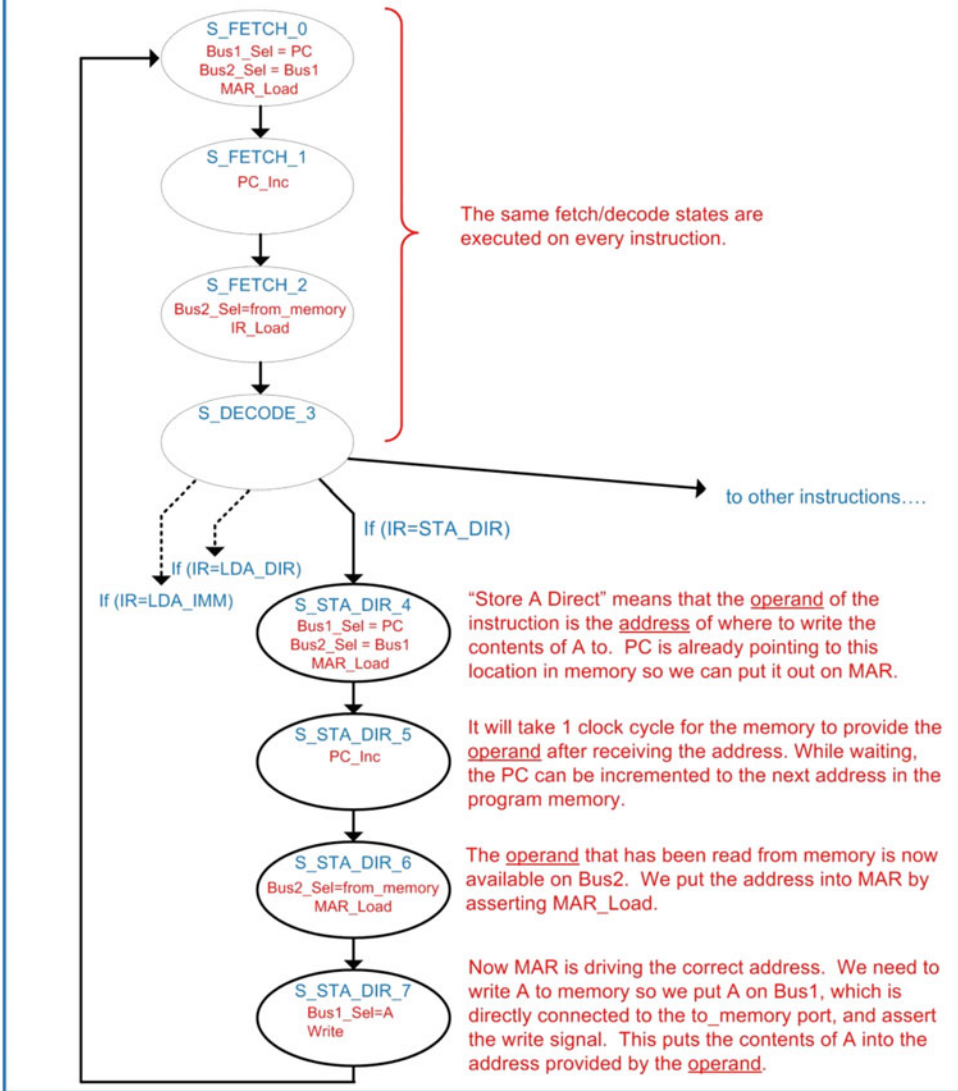 S_FETCH_0
Bus1_Sel = PC
Bus2_Sel = Bus1
MAR_Load
S_FETCH_1
PC_Inc
The same fetch/decode states are
executed on every instruction.
S_FETCH_2
Bus2_Sel=from_memory
IR_Load
S_DECODE_3
to other instructions....
If (IR=STA_DIR)
If (IR=LDA_DIR)
If (IR=LDA_IMM)
S_STA_DIR_4
Bus1_Sel = PC
Bus2_Sel = Bus1
MAR_Load
“Store A Direct” means that the operand of the
instruction is the address of where to write the
contents of A to. PC is already pointing to this
location in memory so we can put it out on MAR.
S_STA_DIR_5
PC_Inc
It will take 1 clock cycle for the memory to provide the
operand after receiving the address. While waiting,
the PC can be incremented to the next address in the
program memory.
S_STA_DIR_6
Bus2_Sel=from_memory
MAR_Load
The operand that has been read from memory is now
available on Bus2. We put the address into MAR by
asserting MAR_Load.
S_STA_DIR_7
Bus1_Sel=A
Write
Now MAR is driving the correct address. We need to
write A to memory so we put A on Bus1, which is
directly connected to the to_memory port, and assert
the write signal. This puts the contents of A into the
address provided by the operand.